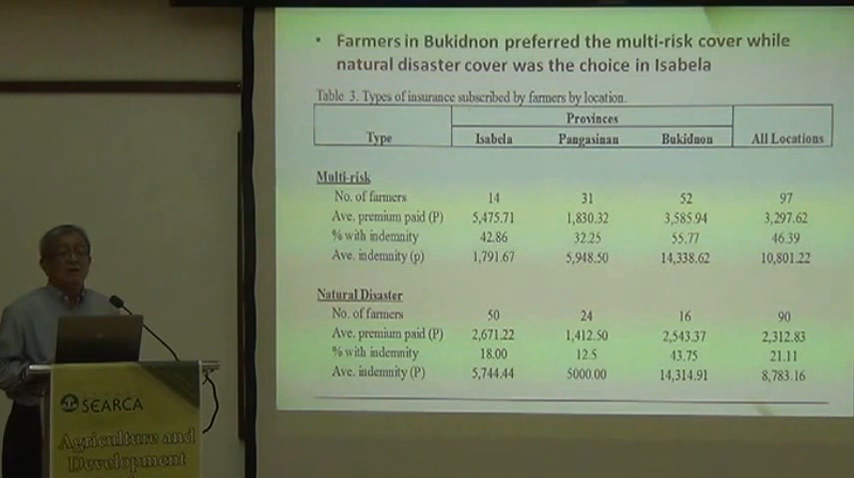 • Farmers in Bukidnon preferred the multi-risk cover while
natural disaster cover was the choice in Isabela
Table 3. Types of insurance subscribed by farmers by location.
Provinces
Type Isabela Pangasinan Bukidnon All Locations
Multi-risk
No. of farmers 14 31 52 97
Ave. premium paid (P) 5,475.71 1,830.32 3,585.94 3,297.62
% with indemnity 42.86 32.25 55.77 46.39
Ave. indemnity (p) 1,791.67 5,948.50 14,338.62 10,801.22
Natural Disaster
No. of farmers 50 24 16 90
Ave. premium paid (P) 2,671.22 1,412.50 2,543.37 2,312.83
% with indemnity 18.00 12.5 43.75 21.11
Ave. indemnity (P) 5,744.44 5000.00 14,314.91 8,783.16
SEARCA
Agriculture and
Development